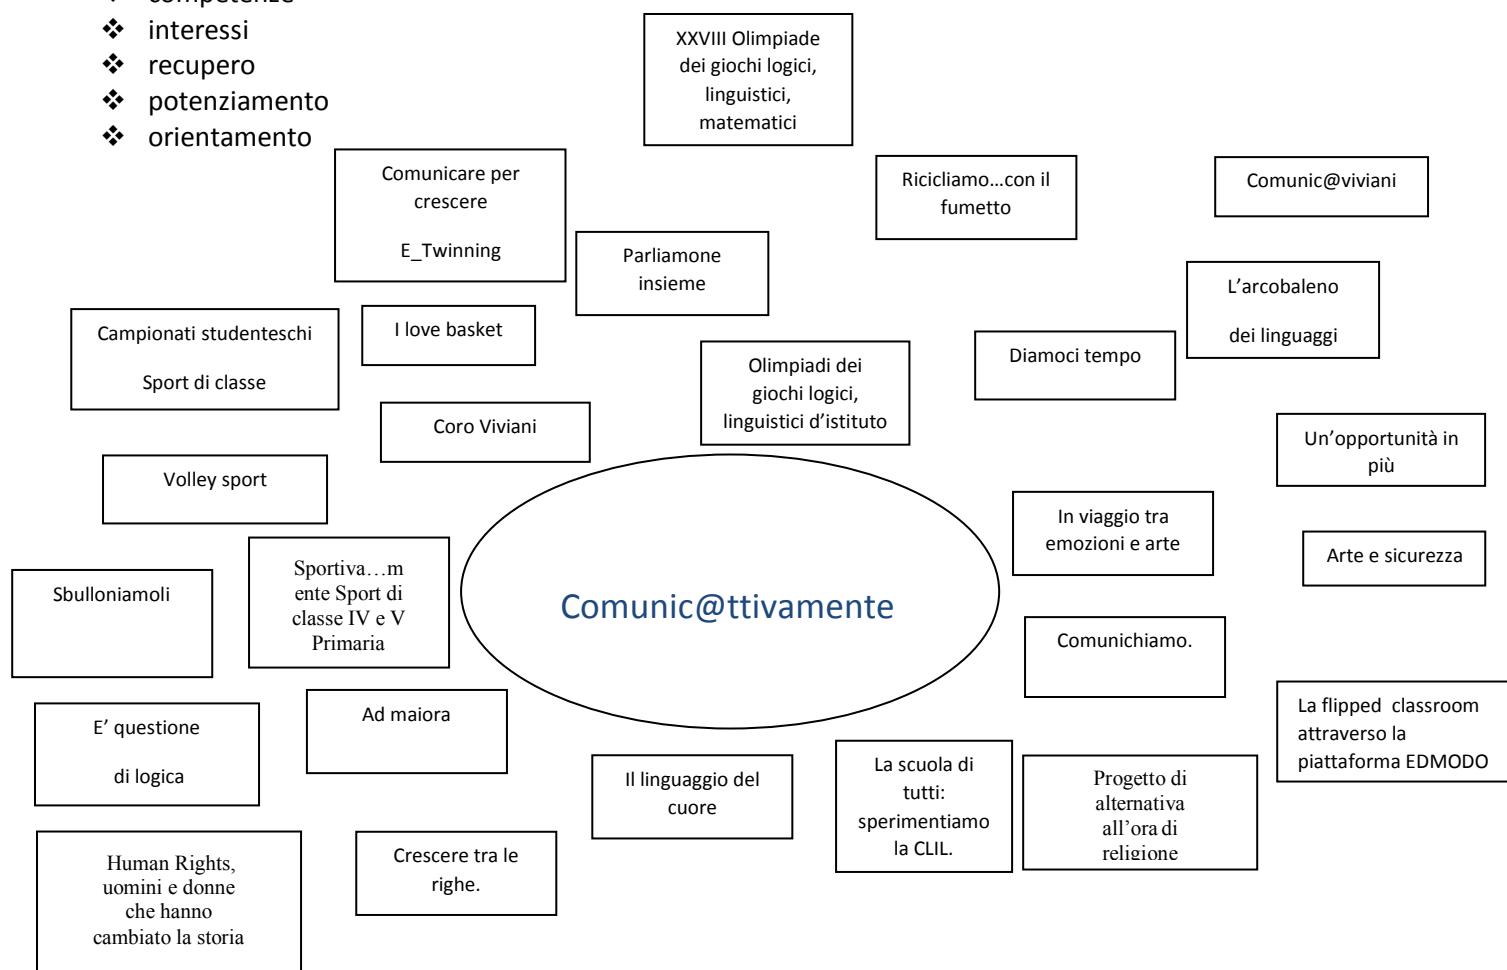 competenze
interessi
recupero
potenziamento
orientamento
XXVIII Olimpiade
dei giochi logici,
linguistici,
matematici
Comunicare per
crescere
E_Twinning
Ricicliamo…con il
fumetto
Comunic@viviani
Parliamone
insieme
L’arcobaleno
dei linguaggi
Campionati studenteschi
Sport di classe
I love basket
Olimpiadi dei
giochi logici,
linguistici d’istituto
Diamoci tempo
Coro Viviani
Un’opportunità in
più
Volley sport
In viaggio tra
emozioni e arte
Arte e sicurezza
Sbulloniamoli
Sportiva…m
ente Sport di
classe IV e V
Primaria
Comunic@ttivamente
Comunichiamo.
E’ questione
di logica
Ad maiora
La flipped classroom
attraverso la
piattaforma EDMODO
Il linguaggio del
cuore
La scuola di
tutti:
sperimentiamo
la CLIL.
Progetto di
alternativa
all’ora di
religione
Human Rights,
uomini e donne
che hanno
cambiato la storia
Crescere tra le
righe.